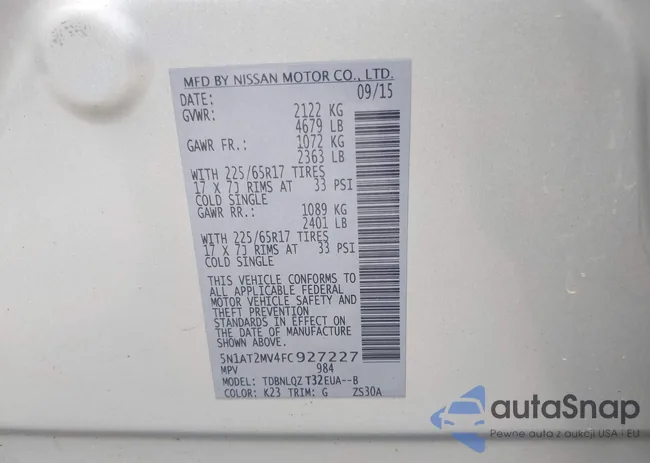 MFD BY NISSAN MOTOR CO., LTD.
DATE: 09/15
GVWR: 2122 KG
4679 LB
GAWR FR.: 1072 KG
2363 LB
WITH 225/65R17 TIRES
17 X 7J RIMS AT 33 PSI
COLD SINGLE
GAWR RR.: 1089 KG
2401 LB
WITH 225/65R17 TIRES
17 X 7J RIMS AT 33 PSI
COLD SINGLE
THIS VEHICLE CONFORMS TO
ALL APPLICABLE FEDERAL
MOTOR VEHICLE SAFETY AND
THEFT PREVENTION
STANDARDS IN EFFECT ON
THE DATE OF MANUFACTURE
SHOWN ABOVE.
5N1AT2MV4FC927227
MPV 984
MODEL: TDBNLQZ T32EUA--B
COLOR: K23 TRIM: G ZS30A
autaSnap
Pewne auto z aukcji USA i EU